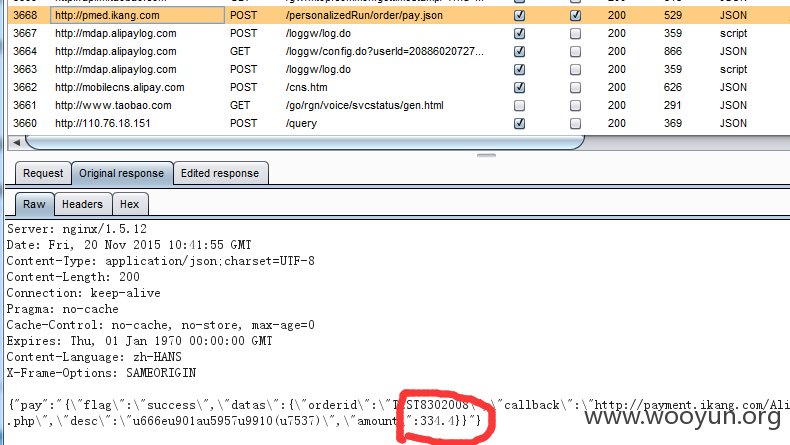 3668 http://pmed.ikang.com POST /personalizedRun/order/pay.json 200 529 JSON
3667 http://mdap.alipaylog.com POST /loggw/log.do 200 359 script
3664 http://mdap.alipaylog.com GET /loggw/config.do?userId=20886020727... 200 866 JSON
3663 http://mdap.alipaylog.com POST /loggw/log.do 200 359 script
3662 http://mobilecns.alipay.com POST /cns.htm 200 626 JSON
3661 http://www.taobao.com GET /go/rgn/voice/svcstatus/gen.html 200 291 JSON
3660 http://110.76.18.151 POST /query 200 369 JSON
Request Original response Edited response
Raw Headers Hex
Server: nginx/1.5.12
Date: Fri, 20 Nov 2015 10:41:55 GMT
Content-Type: application/json;charset=UTF-8
Content-Length: 200
Connection: keep-alive
Pragma: no-cache
Cache-Control: no-cache, no-store, max-age=0
Expires: Thu, 01 Jan 1970 00:00:00 GMT
Content-Language: zh-HANS
X-Frame-Options: SAMEORIGIN
{"pay":"{\"flag\":\"success\",\"datas\":{\"orderid\":\"TEST8302008\",\"callback\":\"http://payment.ikang.com/Ali
.php\",\"desc\":\"u666eu901au5957u9910(u7537)\",\"amount\":334.4}}"}
www.wooyun.org